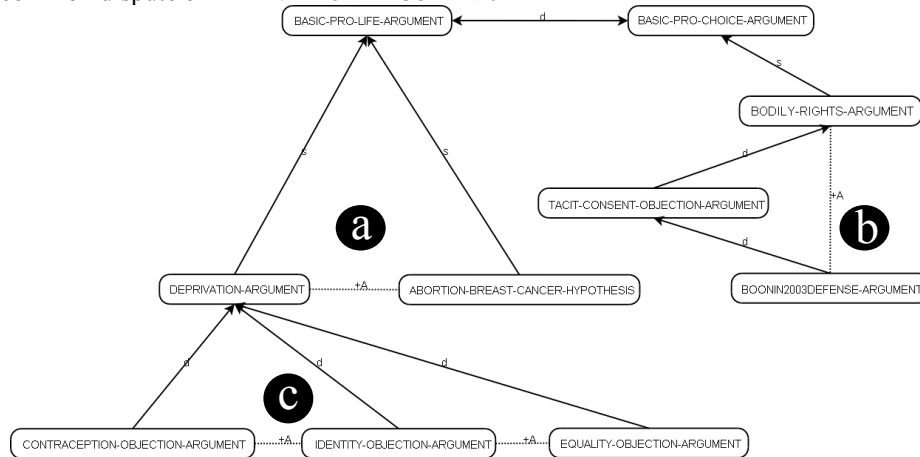 BASIC-PRO-LIFE-ARGUMENT
d
BASIC-PRO-CHOICE-ARGUMENT
s
BODILY-RIGHTS-ARGUMENT
s
s
d
TACIT-CONSENT-OBJECTION-ARGUMENT
+A
a
b
d
DEPRIVATION-ARGUMENT
+A
ABORTION-BREAST-CANCER-HYPOTHESIS
BOONIN2003DEFENSE-ARGUMENT
d
d
d
c
CONTRACEPTION-OBJECTION-ARGUMENT
+A
IDENTITY-OBJECTION-ARGUMENT
+A
EQUALITY-OBJECTION-ARGUMENT